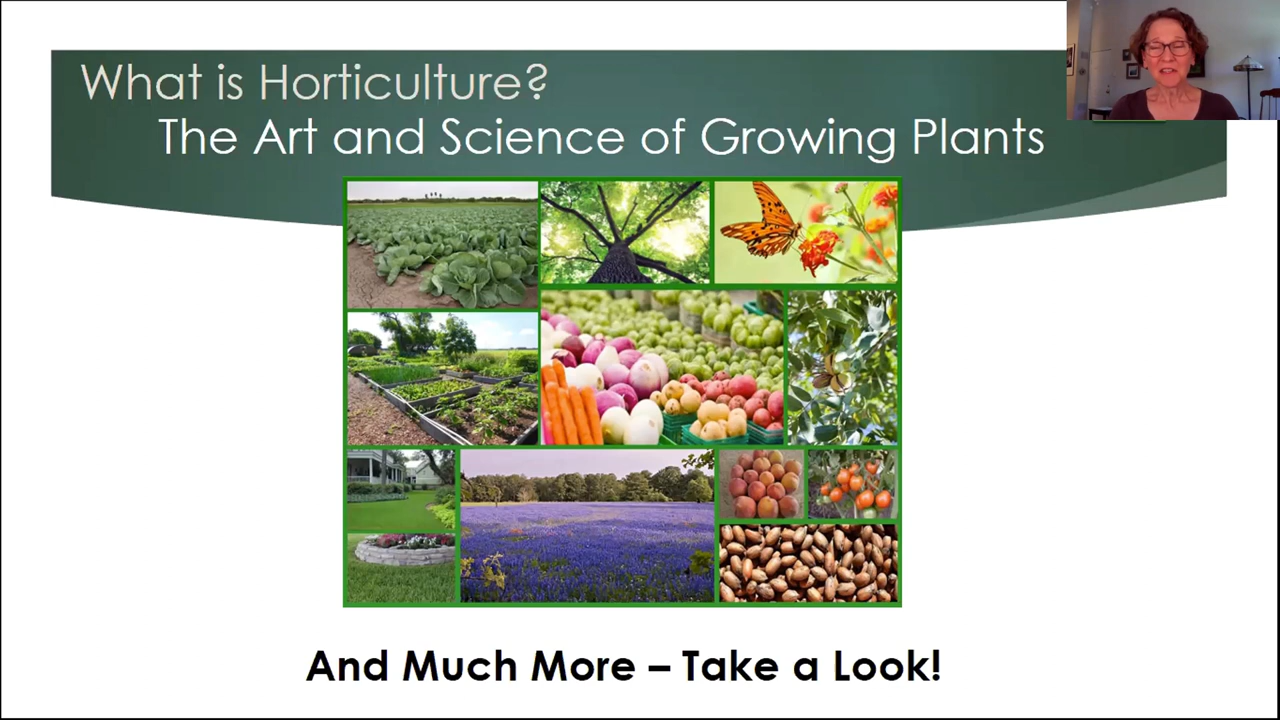 What is Horticulture?
The Art and Science of Growing Plants
And Much More – Take a Look!